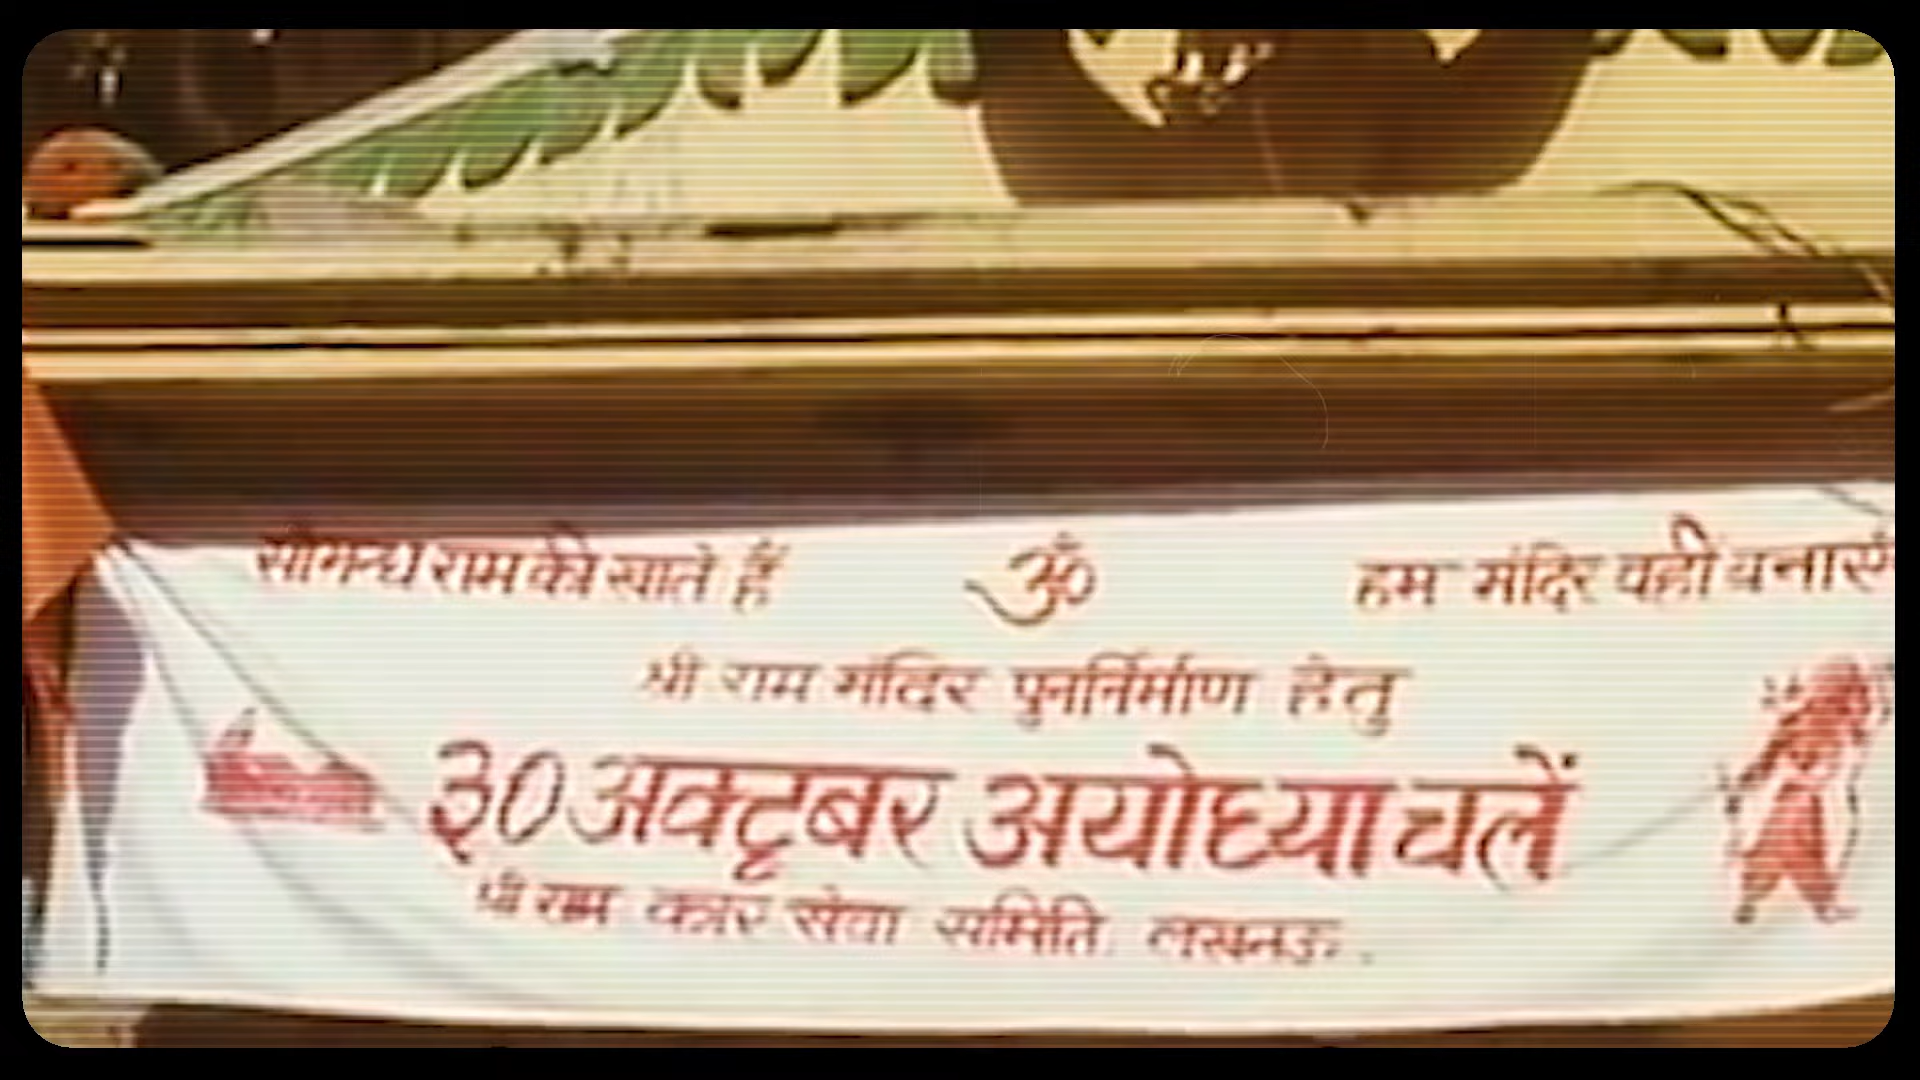 सौगन्ध राम की खाते हैं ॐ हम मंदिर वहीं बनाएं
श्री राम मंदिर पुनर्निर्माण हेतु
३० अक्टूबर अयोध्या चलें
श्री राम कार सेवा समिति, लखनऊ.